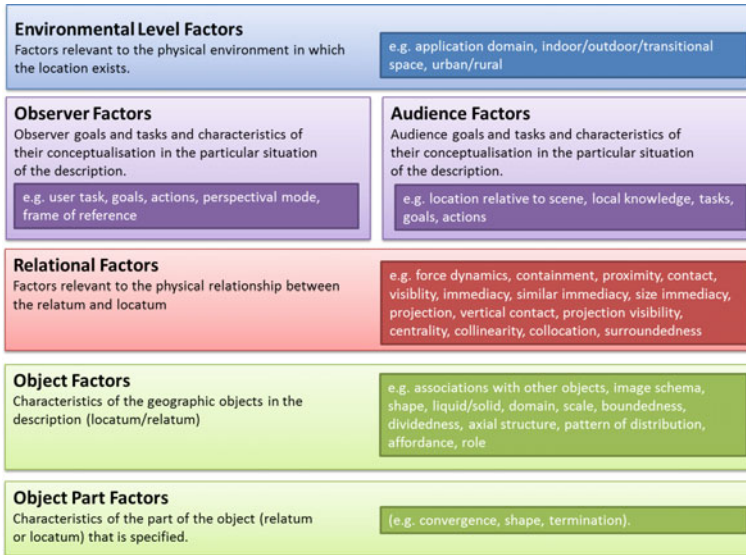 Environmental Level Factors
Factors relevant to the physical environment in which
the location exists.
e.g. application domain, indoor/outdoor/transitional
space, urban/rural
Observer Factors
Observer goals and tasks and characteristics of
their conceptualisation in the particular situation
of the description.
e.g. user task, goals, actions, perspectival mode,
frame of reference
Audience Factors
Audience goals and tasks and characteristics of
their conceptualisation in the particular situation
of the description.
e.g. location relative to scene, local knowledge, tasks,
goals, actions
Relational Factors
Factors relevant to the physical relationship between
the relatum and locatum
e.g. force dynamics, containment, proximity, contact,
visiblity, immediacy, similar immediacy, size immediacy,
projection, vertical contact, projection visibility,
centrality, collinearity, collocation, surroundedness
Object Factors
Characteristics of the geographic objects in the
description (locatum/relatum)
e.g. associations with other objects, image schema,
shape, liquid/solid, domain, scale, boundedness,
dividedness, axial structure, pattern of distribution,
affordance, role
Object Part Factors
Characteristics of the part of the object (relatum
or locatum) that is specified.
(e.g. convergence, shape, termination).